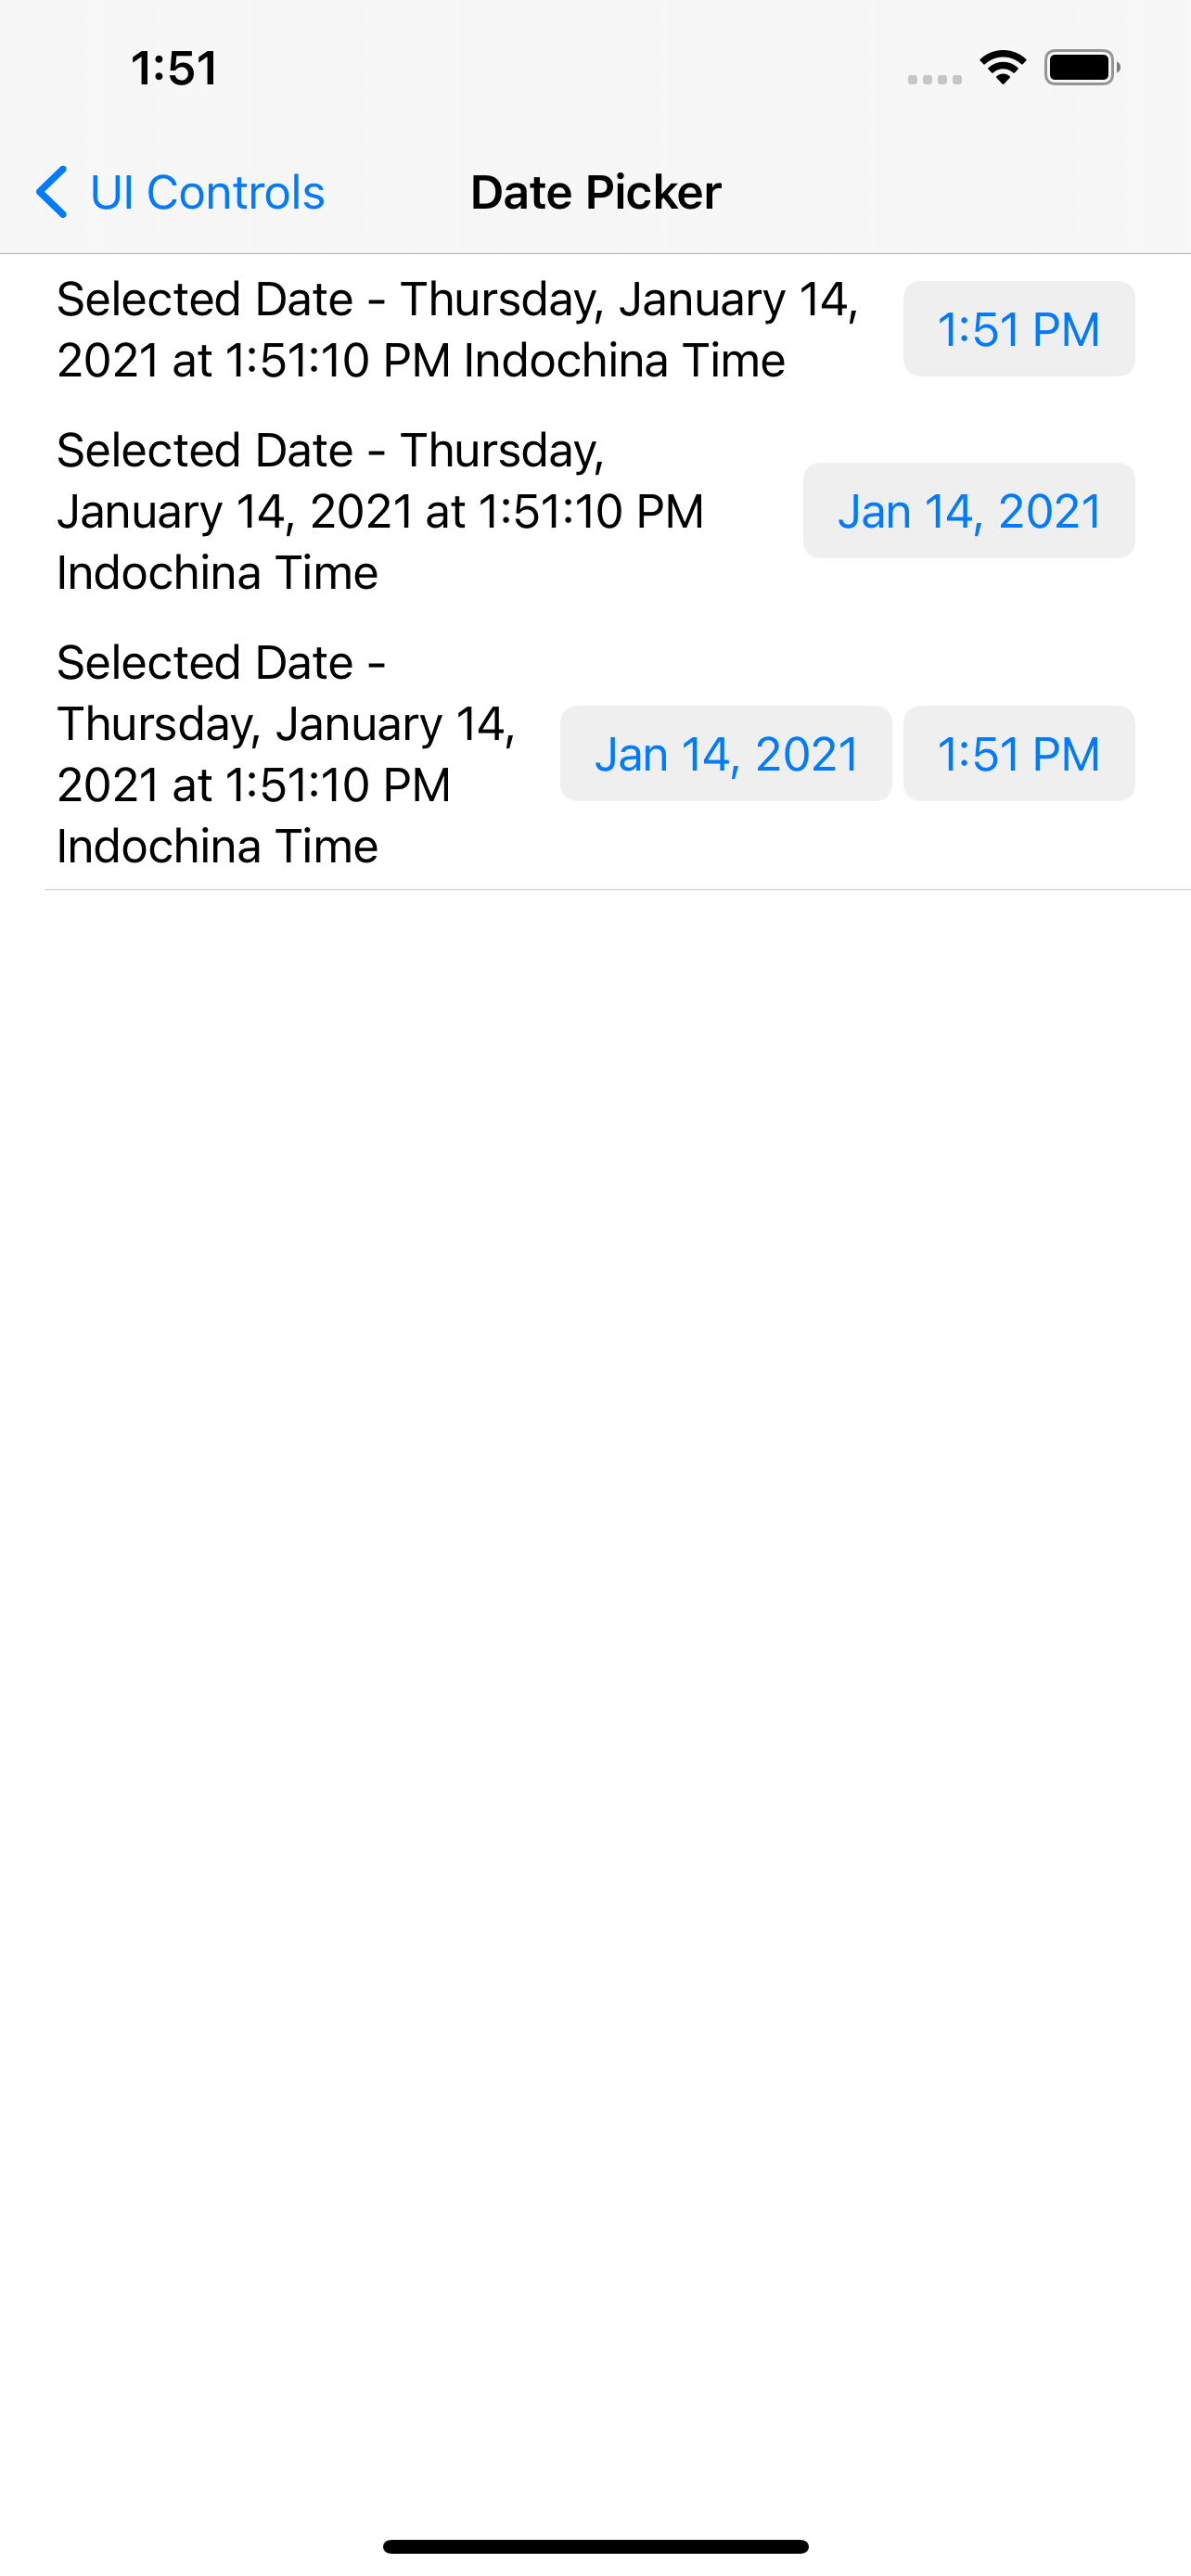 1:51
UI Controls
Date Picker
Selected Date - Thursday, January 14,
2021 at 1:51:10 PM Indochina Time
1:51 PM
Selected Date - Thursday,
January 14, 2021 at 1:51:10 PM
Indochina Time
Jan 14, 2021
Selected Date -
Thursday, January 14,
2021 at 1:51:10 PM
Indochina Time
Jan 14, 2021
1:51 PM